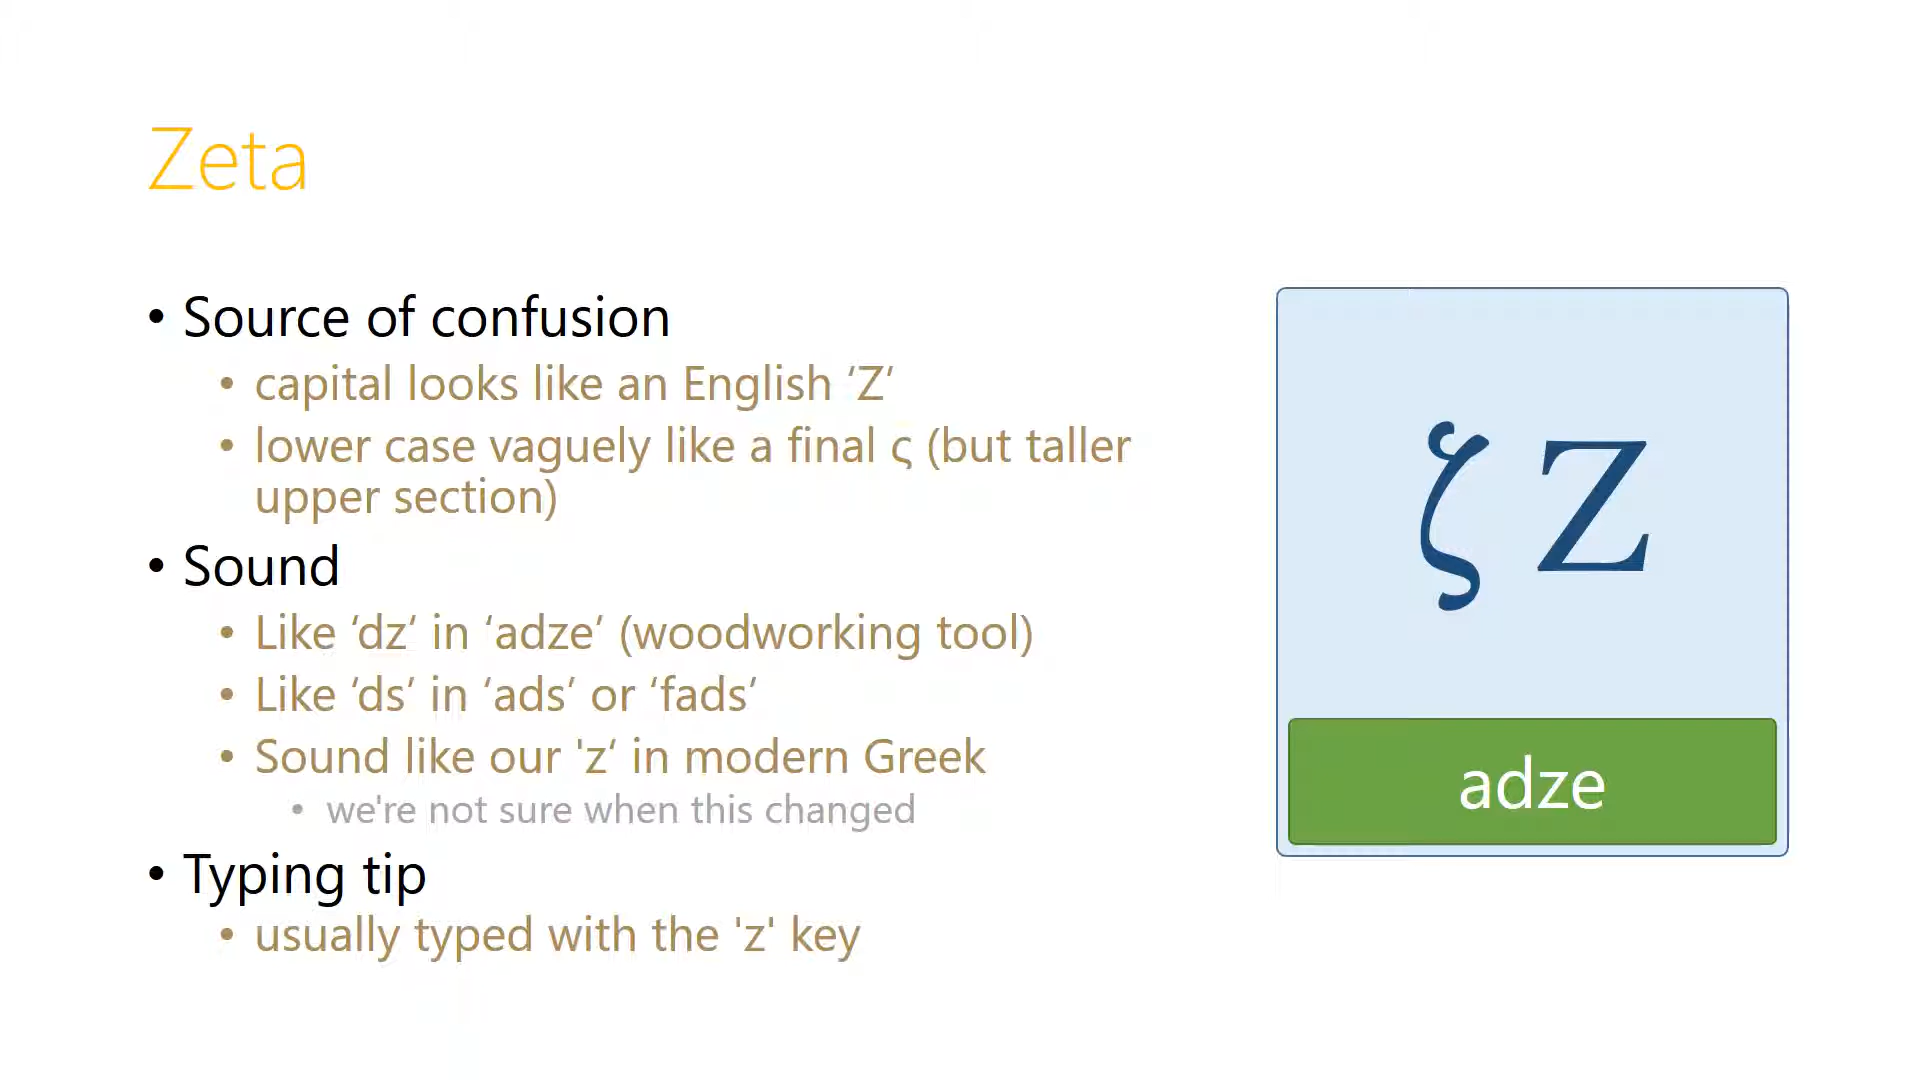 Zeta
• Source of confusion
• capital looks like an English ‘Z‘
• lower case vaguely like a final ς (but taller
upper section)
• Sound
• Like ‘dz‘ in ‘adze’ (woodworking tool)
• Like ‘ds’ in ‘ads’ or ‘fads’
• Sound like our 'z‘ in modern Greek
• we're not sure when this changed
• Typing tip
• usually typed with the 'z' key
ζ Ζ
adze